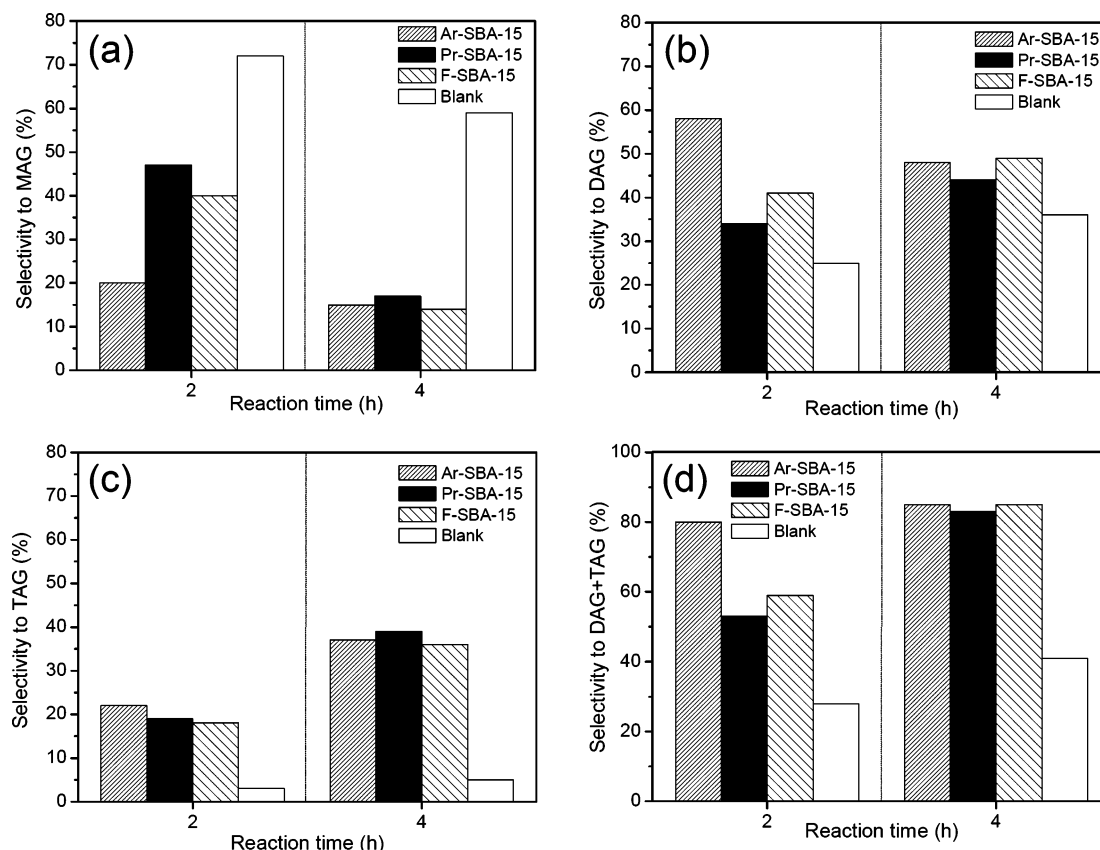 (a)
Selectivity to MAG (%)
80
70
60
50
40
30
20
10
0
Ar-SBA-15
Pr-SBA-15
F-SBA-15
Blank
2
4
Reaction time (h)
(b)
Selectivity to DAG (%)
80
70
60
50
40
30
20
10
0
Ar-SBA-15
Pr-SBA-15
F-SBA-15
Blank
2
4
Reaction time (h)
(c)
Selectivity to TAG (%)
80
70
60
50
40
30
20
10
0
Ar-SBA-15
Pr-SBA-15
F-SBA-15
Blank
2
4
Reaction time (h)
(d)
Selectivity to DAG+TAG (%)
100
80
60
40
20
0
Ar-SBA-15
Pr-SBA-15
F-SBA-15
Blank
2
4
Reaction time (h)